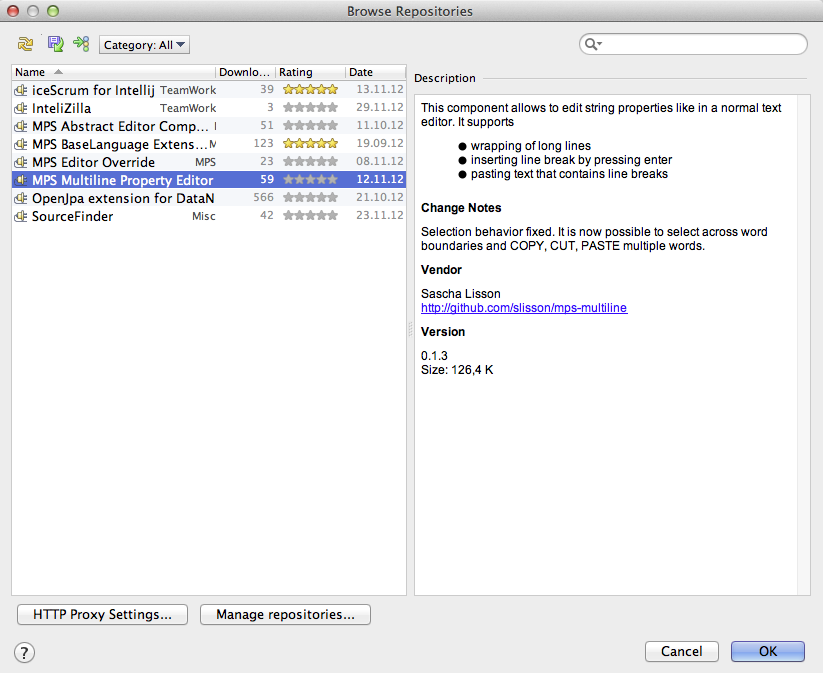 Browse Repositories
Category: All
Name Downlo... Rating Date
iceScrum for Intellij TeamWork 39 13.11.12
InteliZilla TeamWork 3 29.11.12
MPS Abstract Editor Comp... 51 11.10.12
MPS BaseLanguage Extens... M 123 19.09.12
MPS Editor Override MPS 23 08.11.12
MPS Multiline Property Editor 59 12.11.12
OpenJpa extension for DataN 566 21.10.12
SourceFinder Misc 42 23.11.12
Description
This component allows to edit string properties like in a normal text
editor. It supports
● wrapping of long lines
● inserting line break by pressing enter
● pasting text that contains line breaks
Change Notes
Selection behavior fixed. It is now possible to select across word
boundaries and COPY, CUT, PASTE multiple words.
Vendor
Sascha Lisson
http://github.com/slisson/mps-multiline
Version
0.1.3
Size: 126,4 K
HTTP Proxy Settings... Manage repositories...
? Cancel OK